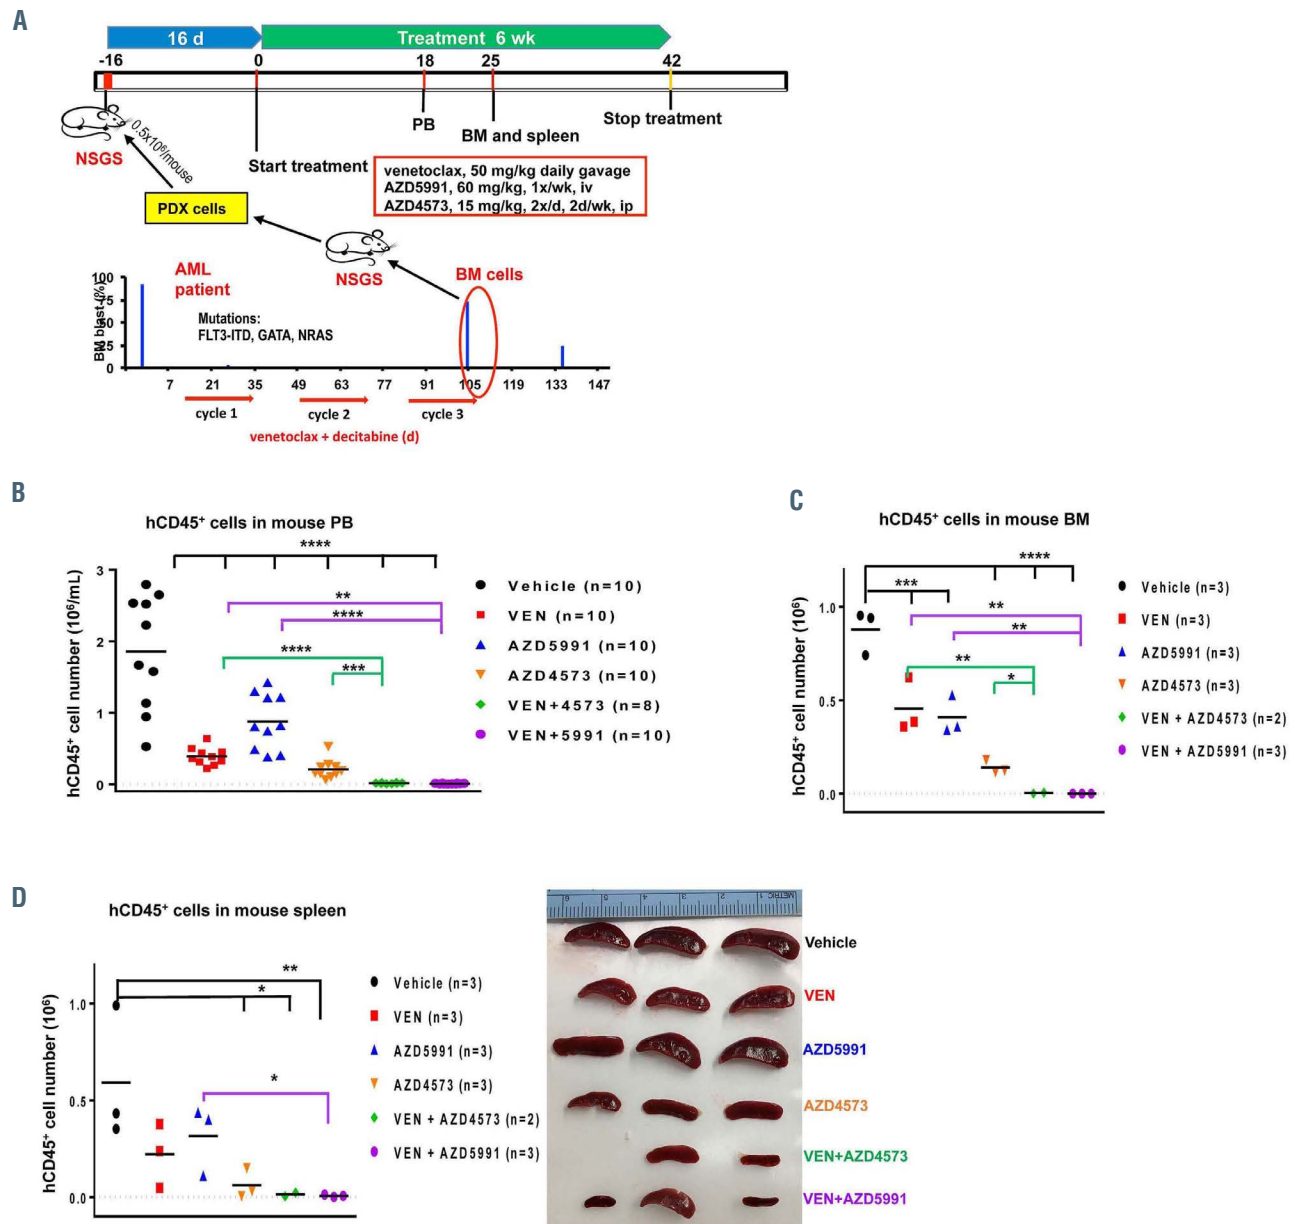 A
16 d
Treatment 6 wk
-16
0
18
25
42
0.5x10⁶/mouse
NSGS
PB
BM and spleen
Stop treatment
Start treatment
venetoclax, 50 mg/kg daily gavage
AZD5991, 60 mg/kg, 1x/wk, iv
AZD4573, 15 mg/kg, 2x/d, 2d/wk, ip
PDX cells
NSGS
BM cells
AML
patient
Mutations:
FLT3-ITD, GATA, NRAS
BM blast (%)
100
75
50
25
0
7 21 35 49 63 77 91 105 119 133 147
cycle 1 cycle 2 cycle 3
venetoclax + decitabine (d)
B
hCD45⁺ cells in mouse PB
hCD45⁺ cell number (10⁶/mL)
3
2
1
0
****
**
****
****
***
Vehicle (n=10)
VEN (n=10)
AZD5991 (n=10)
AZD4573 (n=10)
VEN+4573 (n=8)
VEN+5991 (n=10)
C
hCD45⁺ cells in mouse BM
hCD45⁺ cell number (10⁶)
1.0
0.5
0.0
****
***
**
**
**
*
Vehicle (n=3)
VEN (n=3)
AZD5991 (n=3)
AZD4573 (n=3)
VEN + AZD4573 (n=2)
VEN + AZD5991 (n=3)
D
hCD45⁺ cells in mouse spleen
hCD45⁺ cell number (10⁶)
1.0
0.5
0.0
**
*
*
Vehicle (n=3)
VEN (n=3)
AZD5991 (n=3)
AZD4573 (n=3)
VEN + AZD4573 (n=2)
VEN + AZD5991 (n=3)
6 5 4 3 2 1 METRIC
Vehicle
VEN
AZD5991
AZD4573
VEN+AZD4573
VEN+AZD5991